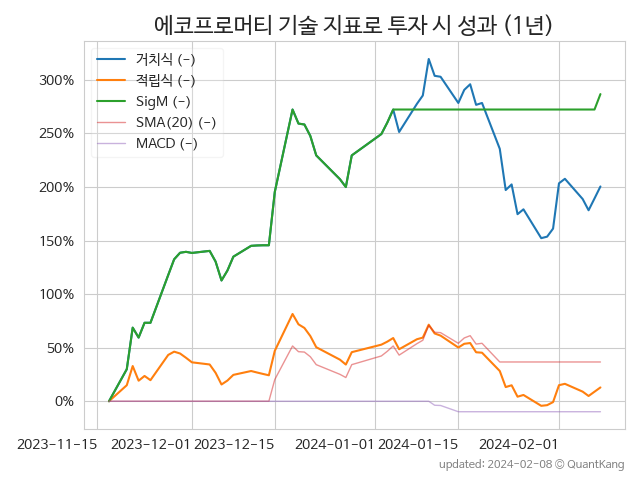 에코프로머티 기술 지표로 투자 시 성과 (1년)
거치식 (-)
적립식 (-)
SigM (-)
SMA(20) (-)
MACD (-)
300%
250%
200%
150%
100%
50%
0%
2023-11-15 2023-12-01 2023-12-15 2024-01-01 2024-01-15 2024-02-01
updated: 2024-02-08 © QuantKang